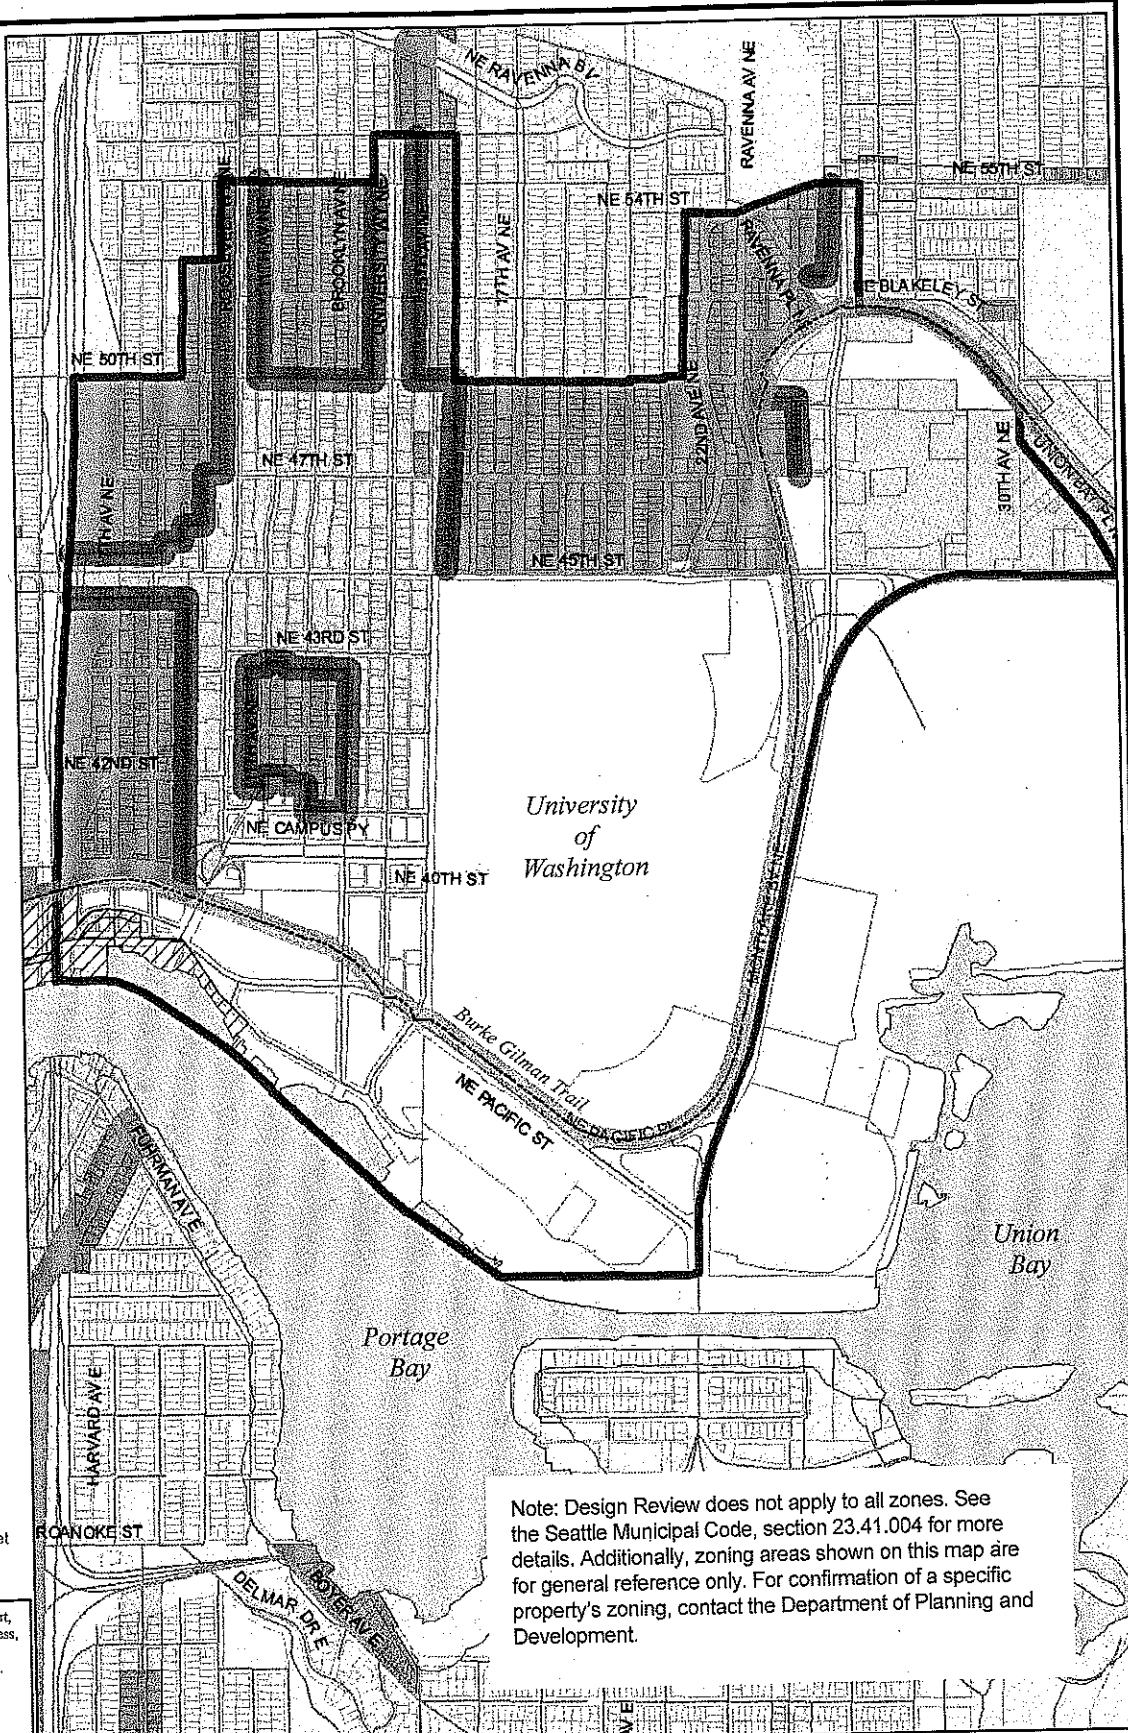 NE RAVENNA BV
RAVENNA AV NE
NE 55TH ST
NE 54TH ST
BROOKLYN AV NE
UNIVERSITY WY NE
17TH AV NE
RAVENNA PL
NE BLAKELEY ST
NE 50TH ST
22ND AV NE
NE 47TH ST
30TH AV NE
UNION BAY PL
NE 45TH ST
NE 43RD ST
NE 42ND ST
University
of
Washington
NE CAMPUS PY
NE 40TH ST
MONTLAKE BV NE
Burke Gilman Trail
NE PACIFIC ST
NE PACIFIC PL
FUHRMAN AV E
Union
Bay
Portage
Bay
HARVARD AV E
ROANOKE ST
DELMAR DR E
BOYER AV E
Note: Design Review does not apply to all zones. See
the Seattle Municipal Code, section 23.41.004 for more
details. Additionally, zoning areas shown on this map are
for general reference only. For confirmation of a specific
property's zoning, contact the Department of Planning and
Development.